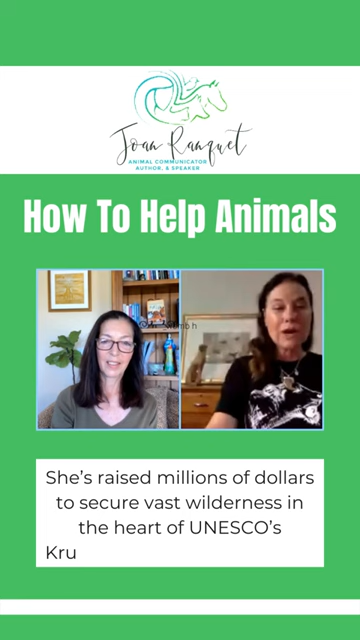 Joan Ranquet
ANIMAL COMMUNICATOR
AUTHOR, & SPEAKER
How To Help Animals
She's raised millions of dollars
to secure vast wilderness in
the heart of UNESCO's
Kru